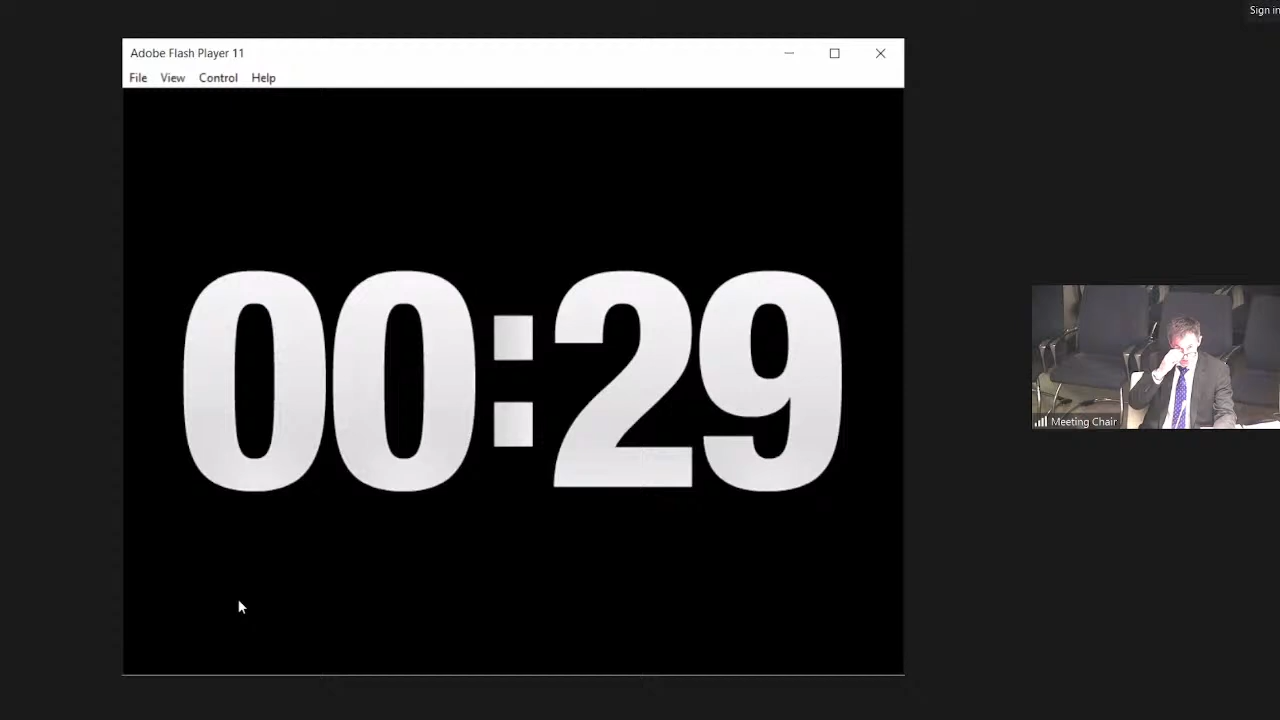 Sign in
Adobe Flash Player 11
File View Control Help
00:29
Meeting Chair